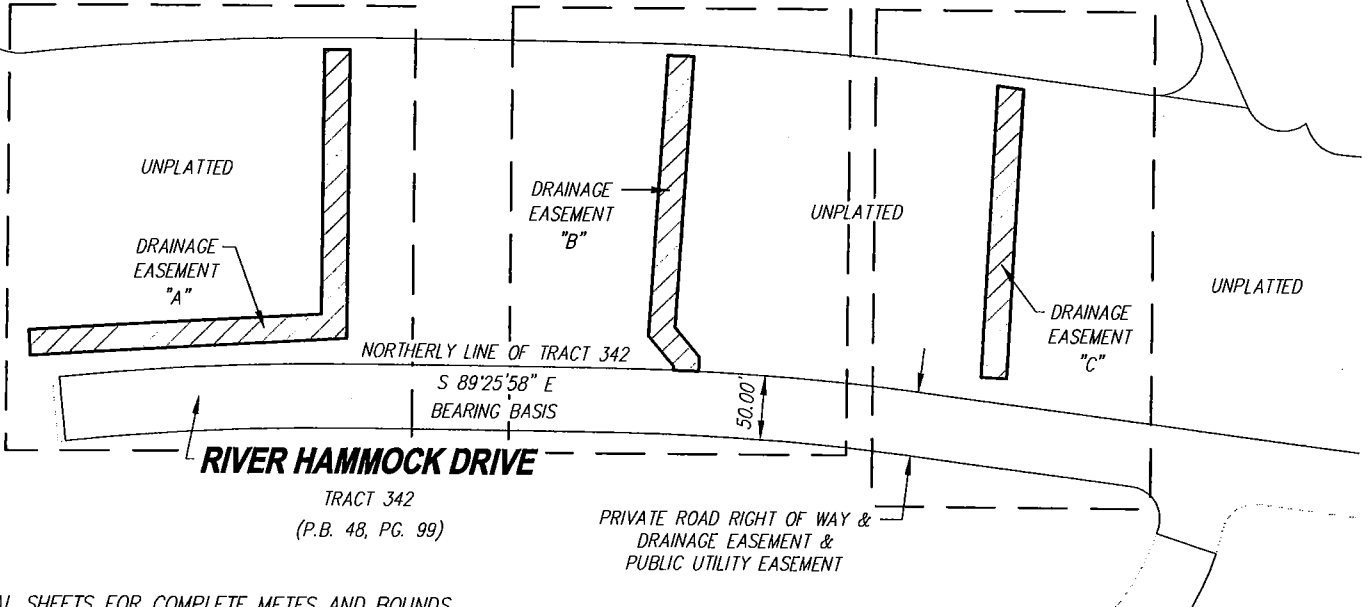 UNPLATTED
DRAINAGE
EASEMENT
"A"
DRAINAGE
EASEMENT
"B"
UNPLATTED
DRAINAGE
EASEMENT
"C"
UNPLATTED
NORTHERLY LINE OF TRACT 342
S 89°25'58" E
BEARING BASIS
50.00'
RIVER HAMMOCK DRIVE
TRACT 342
(P.B. 48, PG. 99)
PRIVATE ROAD RIGHT OF WAY &
DRAINAGE EASEMENT &
PUBLIC UTILITY EASEMENT
SHEETS FOR COMPLETE METES AND BOUNDS